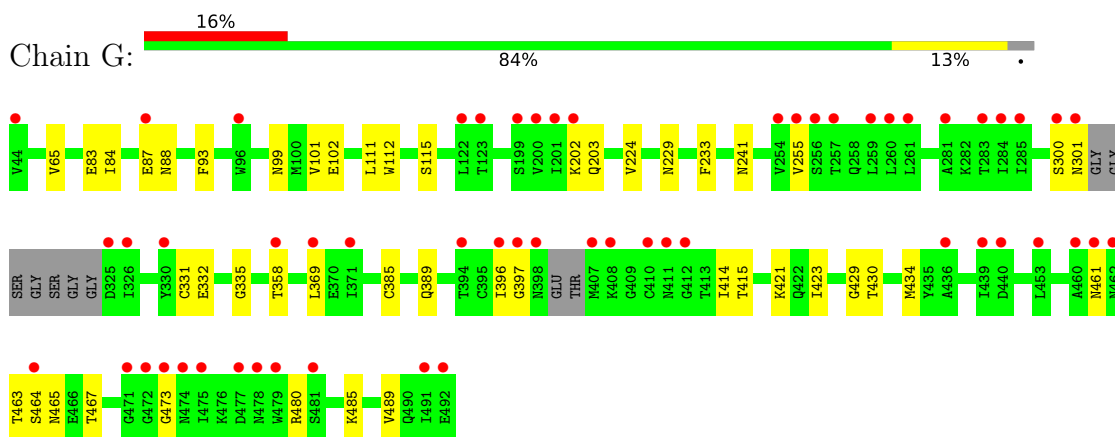 16%
Chain G:
84% 13% •
V44 V65 E83 I84 E87 N88 F93 W96 N99 M100 V101 E102 L111 W112 S115 L122 T123 S199 V200 I201 K202 Q203 V224 N229 F233 N241 V254 V255 S256 T257 Q258 L259 L260 L261 A281 K282 T283 I284 I285 S300 N301 GLY GLY
SER GLY SER GLY GLY D325 I326 Y330 C331 E332 G335 T358 L369 E370 I371 C385 Q389 T394 C395 I396 G397 N398 GLU THR M407 K408 G409 C410 N411 G412 T413 I414 T415 K421 Q422 I423 G429 T430 M434 Y435 A436 I439 D440 L453 A460 N461 N462
T463 S464 N465 E466 T467 G471 G472 G473 N474 I475 K476 D477 N478 W479 R480 S481 K485 V489 Q490 I491 E492